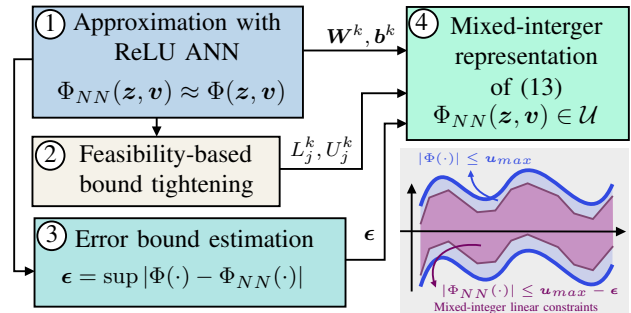 1 Approximation with
ReLU ANN
Φ_NN(z, v) ≈ Φ(z, v)
W^k, b^k
4 Mixed-interger
representation
of (13)
Φ_NN(z, v) ∈ 𝒰
2 Feasibility-based
bound tightening
L_j^k, U_j^k
3 Error bound estimation
ϵ = sup |Φ(·) − Φ_NN(·)|
ϵ
|Φ(·)| ≤ u_max
|Φ_NN(·)| ≤ u_max − ϵ
Mixed-integer linear constraints